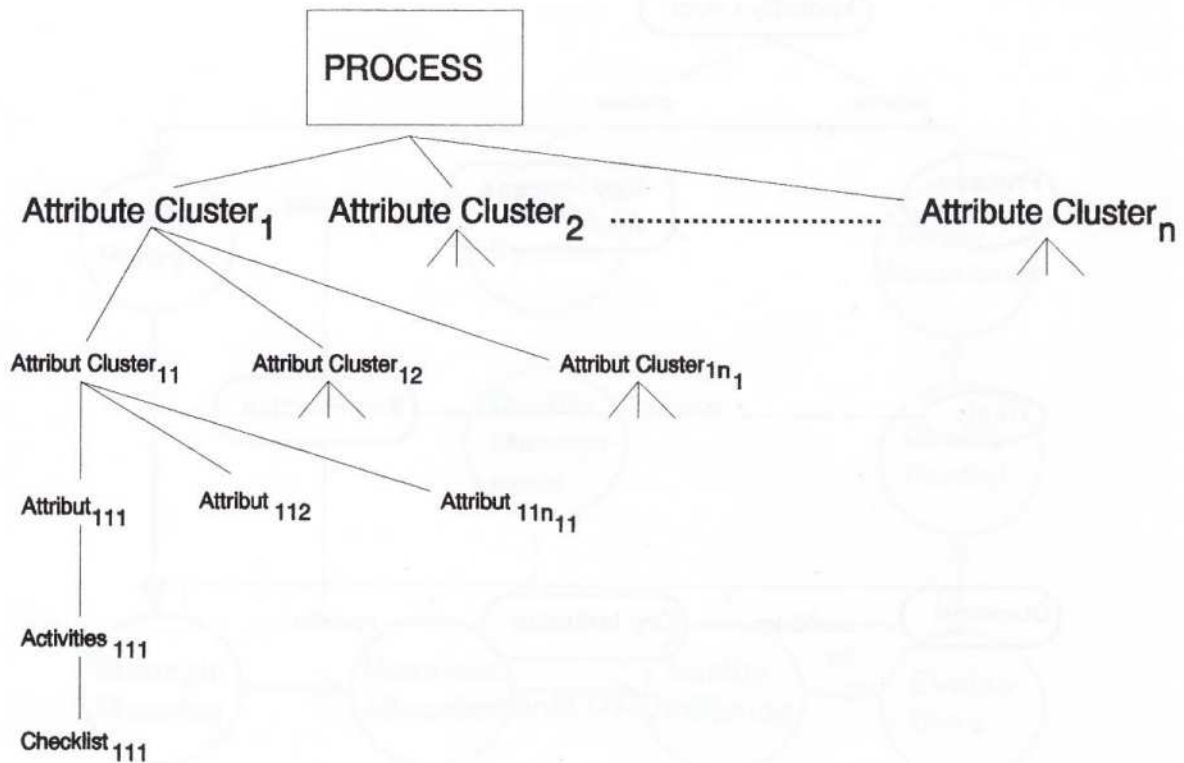 PROCESS
Attribute Cluster1 Attribute Cluster2 Attribute Clustern
Attribut Cluster11 Attribut Cluster12 Attribut Cluster1n1
Attribut111 Attribut 112 Attribut 11n11
Activities 111
Checklist 111